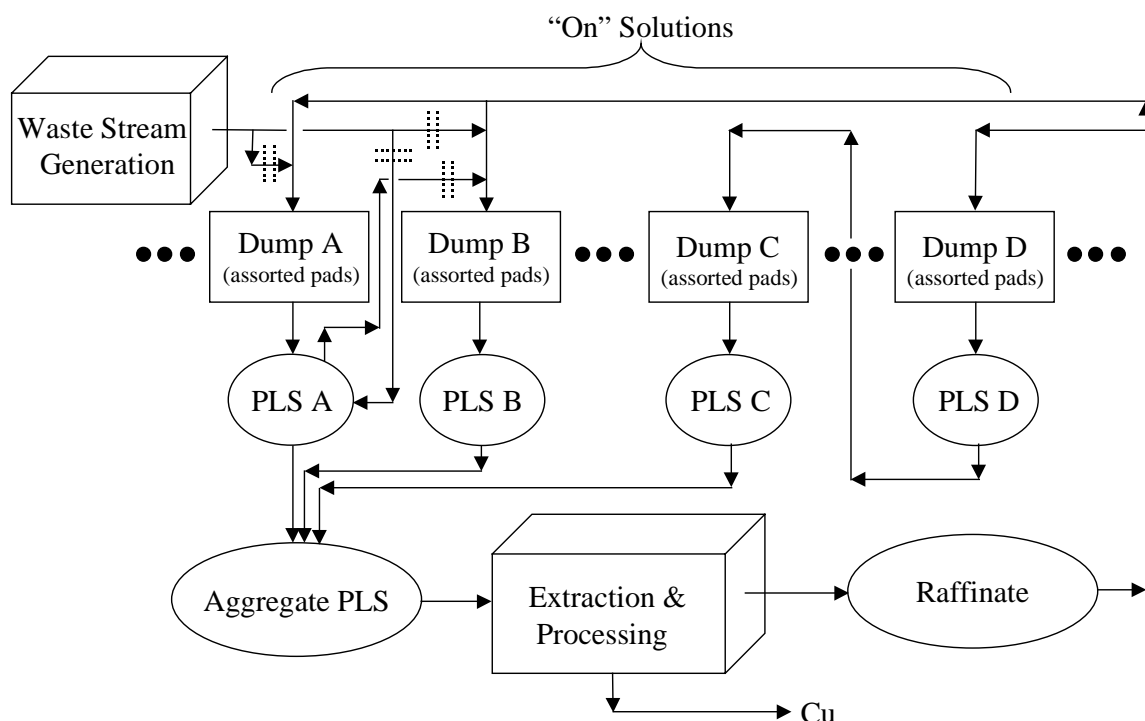 “On” Solutions
Waste Stream
Generation
Dump A
(assorted pads)
Dump B
(assorted pads)
Dump C
(assorted pads)
Dump D
(assorted pads)
PLS A
PLS B
PLS C
PLS D
Aggregate PLS
Extraction &
Processing
Raffinate
Cu